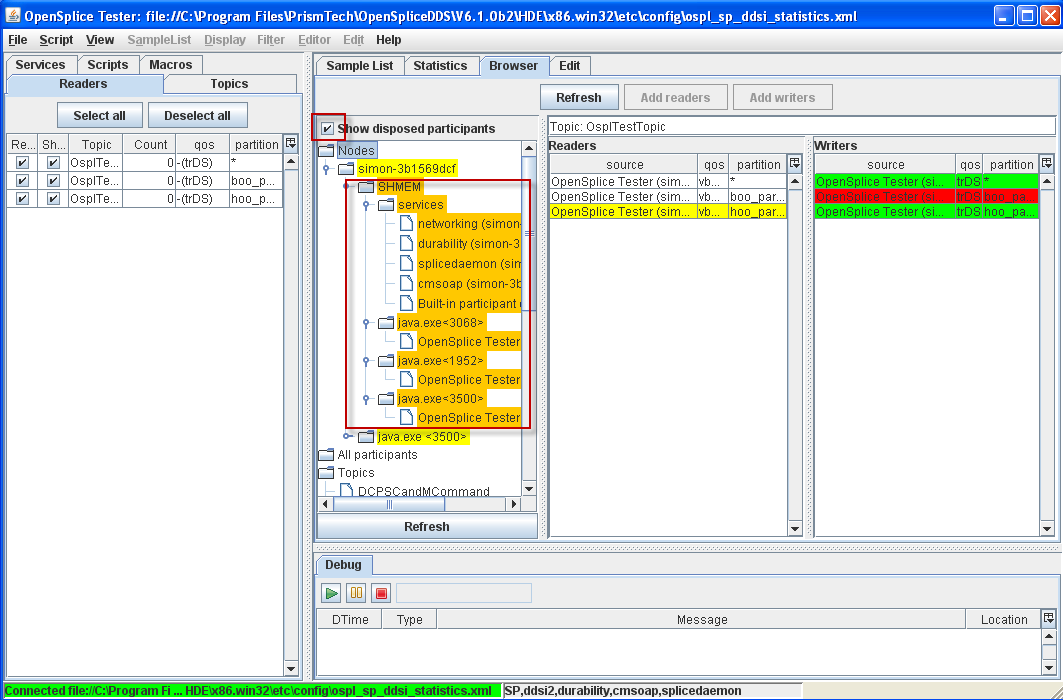 OpenSplice Tester: file://C:\Program Files\PrismTech\OpenSpliceDDS\V6.1.0b2\HDE\x86.win32\etc\config\ospl_sp_ddsi_statistics.xml
File Script View SampleList Display Filter Editor Edit Help
Services Scripts Macros
Readers Topics
Select all Deselect all
Re... Sh... Topic Count qos partition
OsplTe... 0 -(trDS) *
OsplTe... 0 -(trDS) boo_p...
OsplTe... 0 -(trDS) hoo_p...
Sample List Statistics Browser Edit
Refresh Add readers Add writers
Show disposed participants
Nodes
simon-3b1569dcf
SHMEM
services
networking (simon-
durability (simon-3
splicedaemon (sim
cmsoap (simon-3b
Built-in participant
java.exe<3068>
OpenSplice Tester
java.exe<1952>
OpenSplice Tester
java.exe<3500>
OpenSplice Tester
java.exe <3500>
All participants
Topics
DCPSCandMCommand
Refresh
Topic: OsplTestTopic
Readers
source qos partition
OpenSplice Tester (sim... vb... *
OpenSplice Tester (sim... vb... boo_par...
OpenSplice Tester (sim... vb... hoo_par...
Writers
source qos partition
OpenSplice Tester (si... trDS *
OpenSplice Tester (si... trDS boo_pa...
OpenSplice Tester (si... trDS hoo_pa...
Debug
DTime Type Message Location
Connected file://C:\Program Fi ... HDE\x86.win32\etc\config\ospl_sp_ddsi_statistics.xml
SP,ddsi2,durability,cmsoap,splicedaemon